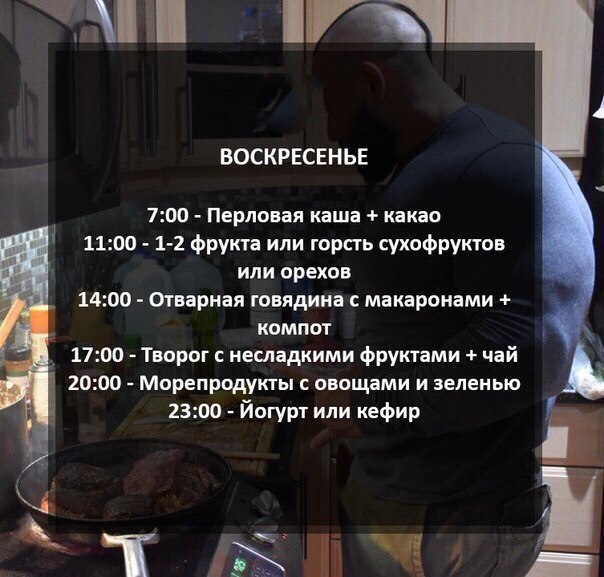 ВОСКРЕСЕНЬЕ
7:00 - Перловая каша + какао
11:00 - 1-2 фрукта или горсть сухофруктов
или орехов
14:00 - Отварная говядина с макаронами +
компот
17:00 - Творог с несладкими фруктами + чай
20:00 - Морепродукты с овощами и зеленью
23:00 - Йогурт или кефир